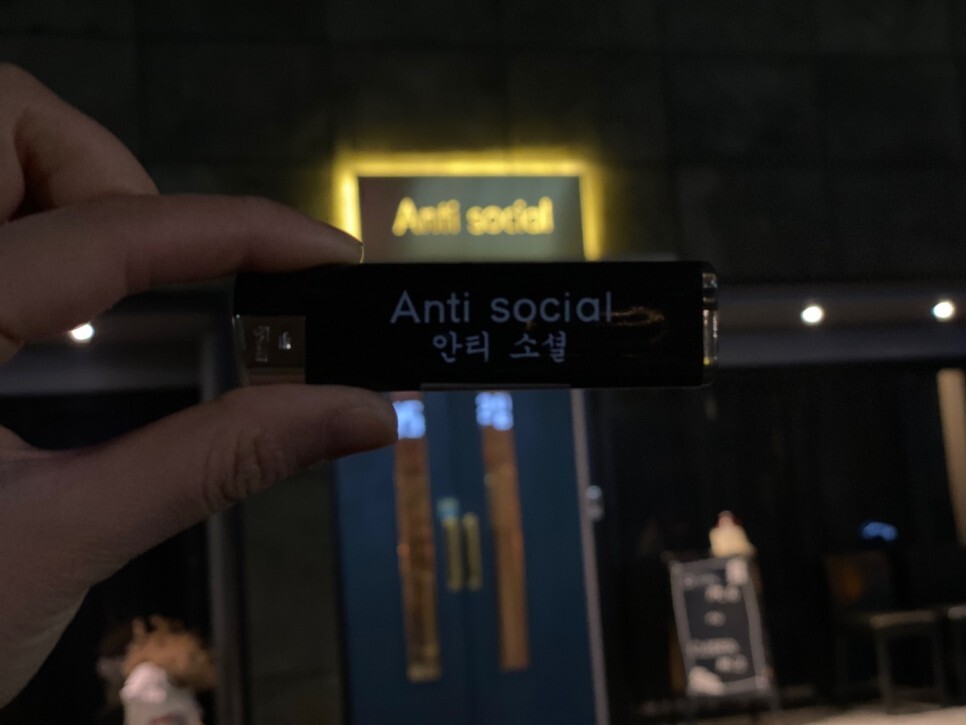 Anti social
Anti social
안티 소셜